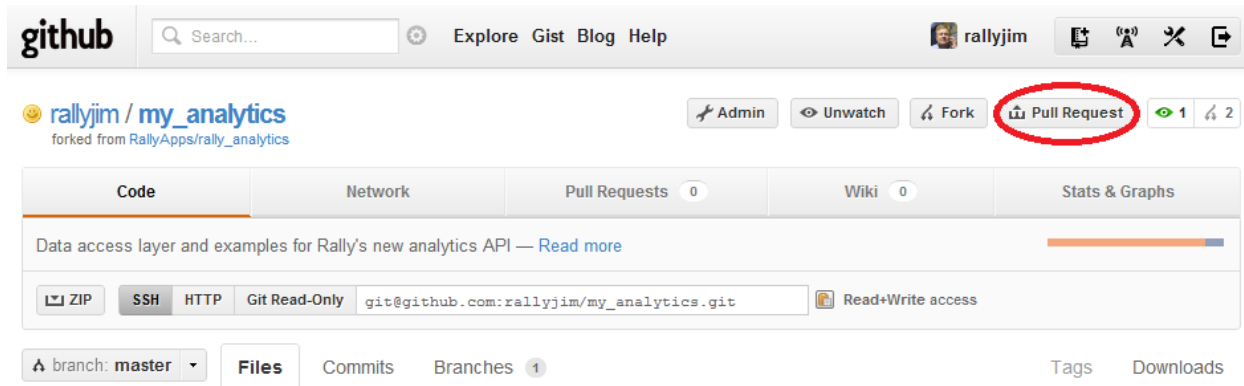 github Search... Explore Gist Blog Help rallyjim
rallyjim / my_analytics Admin Unwatch Fork Pull Request 1 2
forked from RallyApps/rally_analytics
Code Network Pull Requests 0 Wiki 0 Stats & Graphs
Data access layer and examples for Rally's new analytics API — Read more
ZIP SSH HTTP Git Read-Only git@github.com:rallyjim/my_analytics.git Read+Write access
branch: master Files Commits Branches 1 Tags Downloads